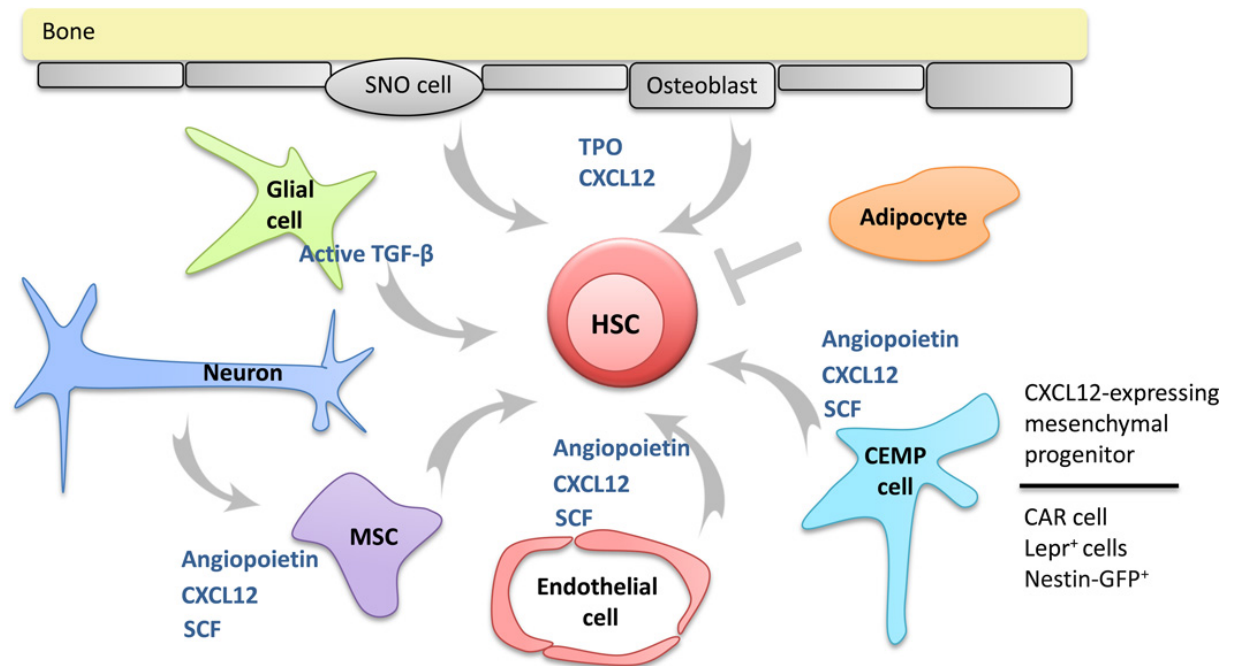 Bone
SNO cell
Osteoblast
TPO
CXCL12
Glial
cell
Active TGF-β
Adipocyte
HSC
Neuron
Angiopoietin
CXCL12
SCF
CXCL12-expressing
mesenchymal
progenitor
CEMP
cell
CAR cell
Lepr⁺ cells
Nestin-GFP⁺
Angiopoietin
CXCL12
SCF
MSC
Angiopoietin
CXCL12
SCF
Endothelial
cell